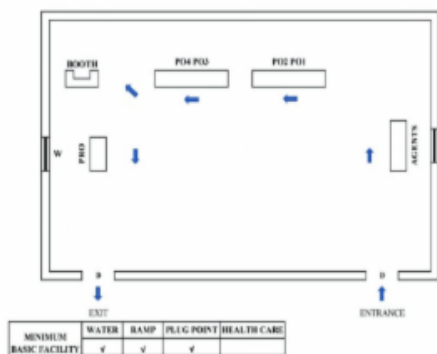 BOOTH
PO4 PO3
PO2 PO1
W
PRO
AGENTS
D
D
EXIT
ENTRANCE
MINIMUM BASIC FACILITY
WATER
RAMP
PLUG POINT
HEALTH CARE
√
√
√